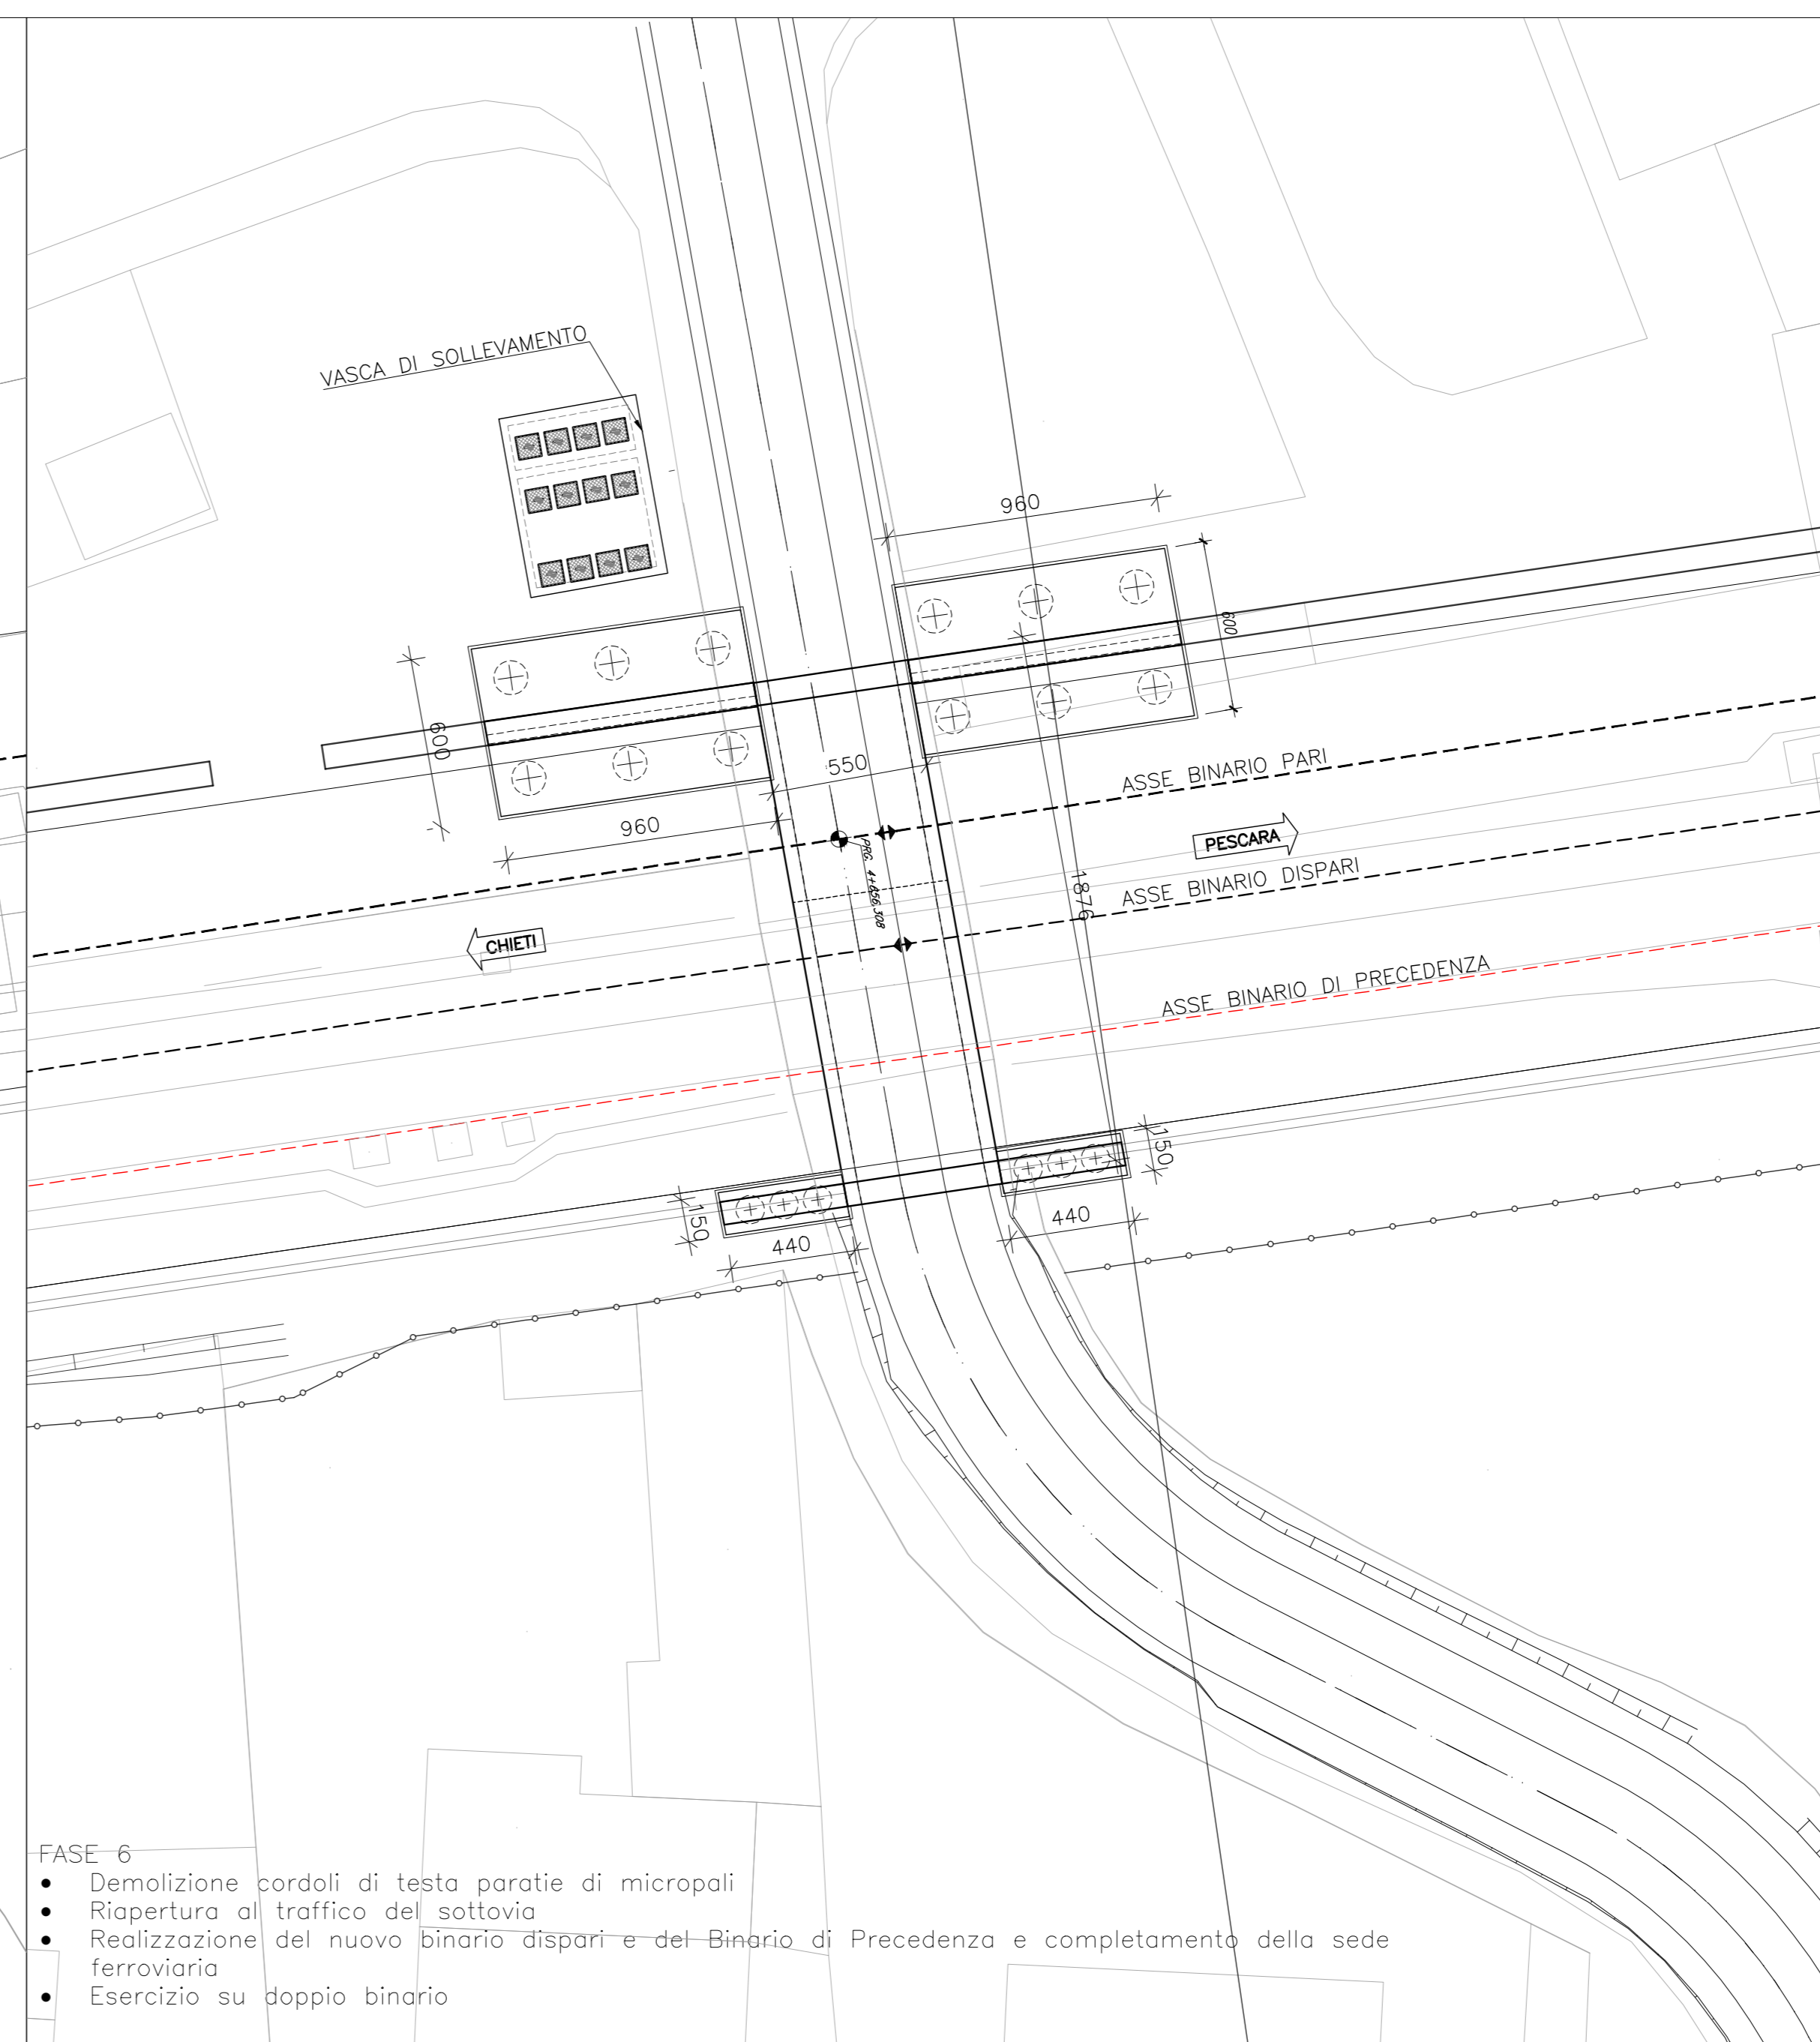 VASCA DI SOLLEVAMENTO
960
600
600
550
960
ASSE BINARIO PARI
PESCARA
PRG. 4+656.308
1876
ASSE BINARIO DISPARI
CHIETI
ASSE BINARIO DI PRECEDENZA
150
150
440
440
FASE 6
• Demolizione cordoli di testa paratie di micropali
• Riapertura al traffico del sottovia
• Realizzazione del nuovo binario dispari e del Binario di Precedenza e completamento della sede
ferroviaria
• Esercizio su doppio binario